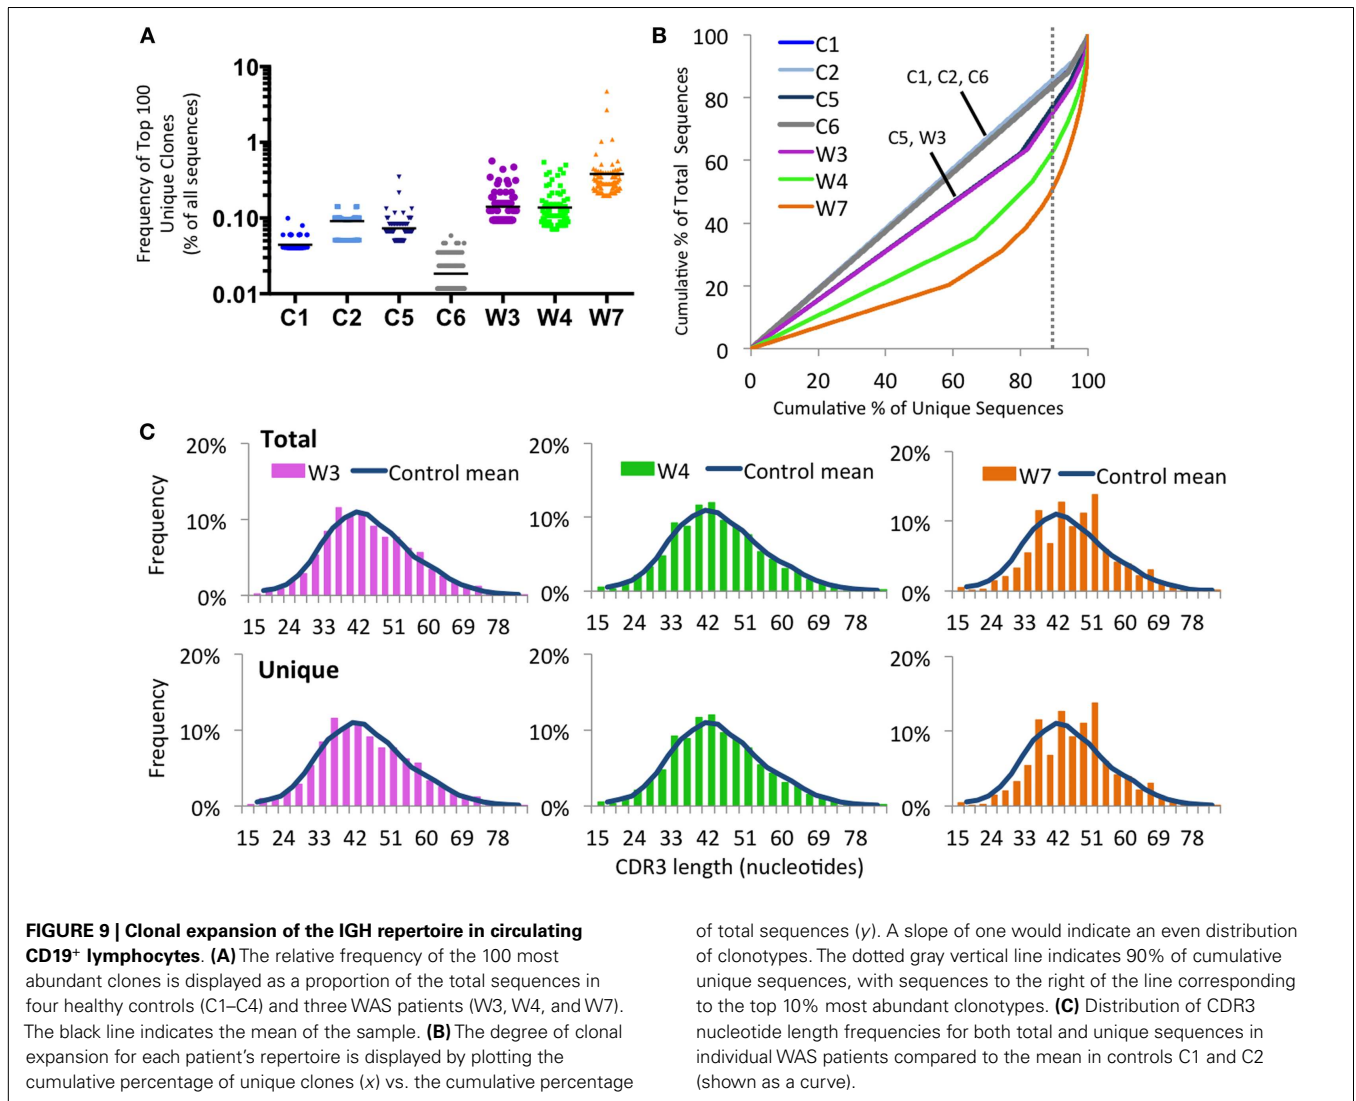 A
Frequency of Top 100
Unique Clones
(% of all sequences)
10
1
0.10
0.01
C1 C2 C5 C6 W3 W4 W7
B
Cumulative % of Total Sequences
100
80
60
40
20
0
C1
C2
C5
C6
W3
W4
W7
C1, C2, C6
C5, W3
0 20 40 60 80 100
Cumulative % of Unique Sequences
C
Total
Frequency
20%
10%
0%
W3 Control mean
15 24 33 42 51 60 69 78
20%
10%
0%
W4 Control mean
15 24 33 42 51 60 69 78
20%
10%
0%
W7 Control mean
15 24 33 42 51 60 69 78
Unique
Frequency
20%
10%
0%
15 24 33 42 51 60 69 78
20%
10%
0%
15 24 33 42 51 60 69 78
20%
10%
0%
15 24 33 42 51 60 69 78
CDR3 length (nucleotides)
FIGURE 9 | Clonal expansion of the IGH repertoire in circulating
CD19+ lymphocytes. (A) The relative frequency of the 100 most
abundant clones is displayed as a proportion of the total sequences in
four healthy controls (C1–C4) and three WAS patients (W3, W4, and W7).
The black line indicates the mean of the sample. (B) The degree of clonal
expansion for each patient's repertoire is displayed by plotting the
cumulative percentage of unique clones (x) vs. the cumulative percentage
of total sequences (y). A slope of one would indicate an even distribution
of clonotypes. The dotted gray vertical line indicates 90% of cumulative
unique sequences, with sequences to the right of the line corresponding
to the top 10% most abundant clonotypes. (C) Distribution of CDR3
nucleotide length frequencies for both total and unique sequences in
individual WAS patients compared to the mean in controls C1 and C2
(shown as a curve).